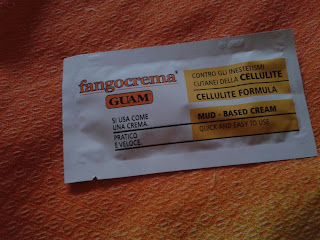 fangocrema®
GUAM
SI USA COME
UNA CREMA.
PRATICO
E VELOCE.
CONTRO GLI INESTETISMI
CUTANEI DELLA CELLULITE
CELLULITE FORMULA
MUD - BASED CREAM
QUICK AND EASY TO USE